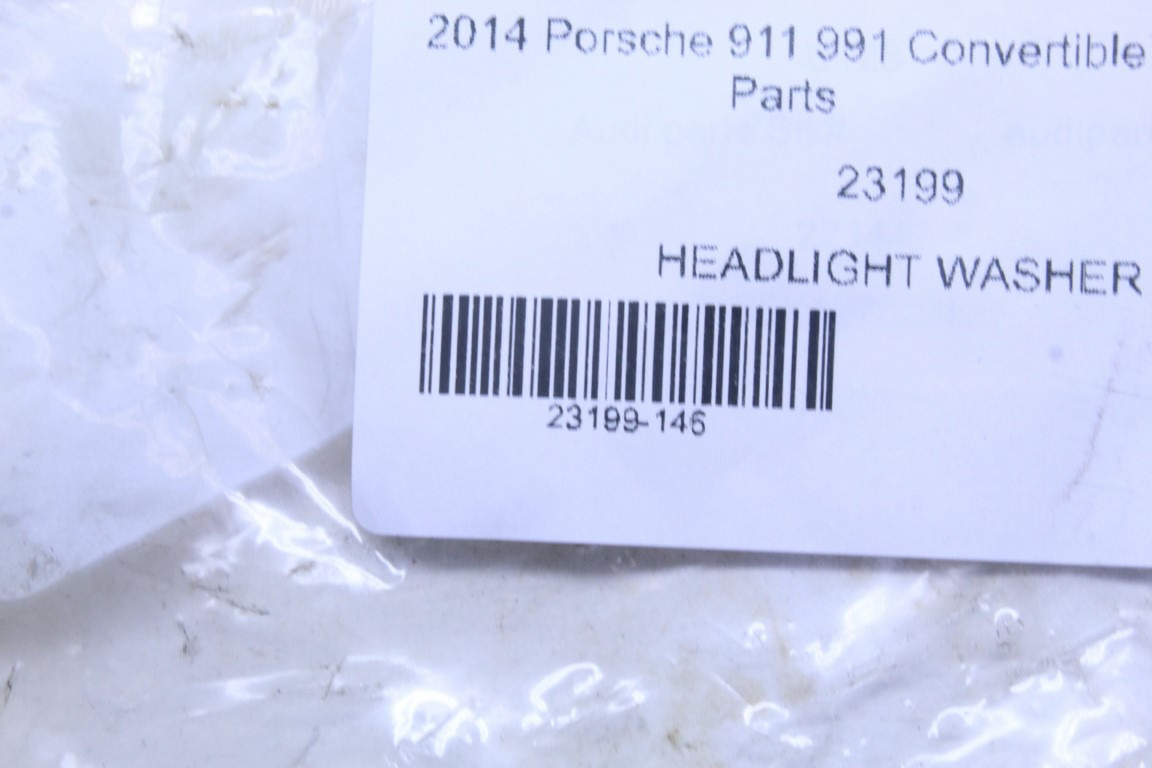 2014 Porsche 911 991 Convertible
Parts
23199
HEADLIGHT WASHER
23199-146